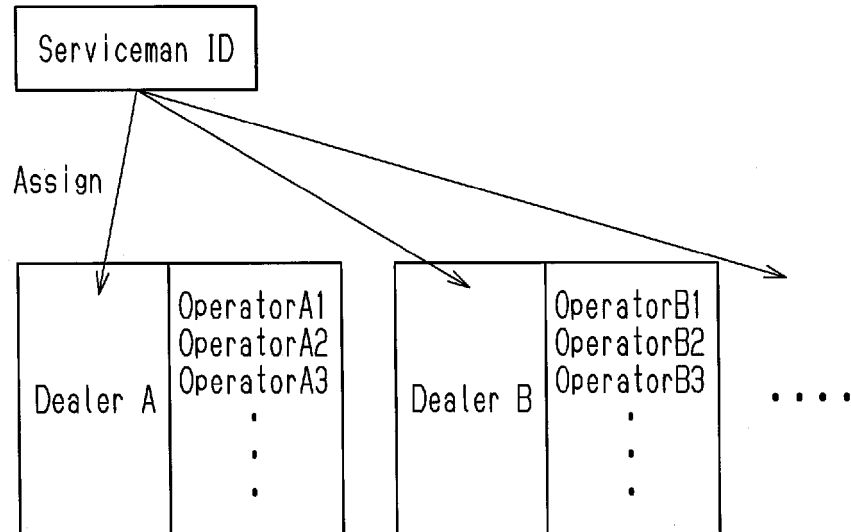 Serviceman ID
Assign
Dealer A
OperatorA1
OperatorA2
OperatorA3
Dealer B
OperatorB1
OperatorB2
OperatorB3